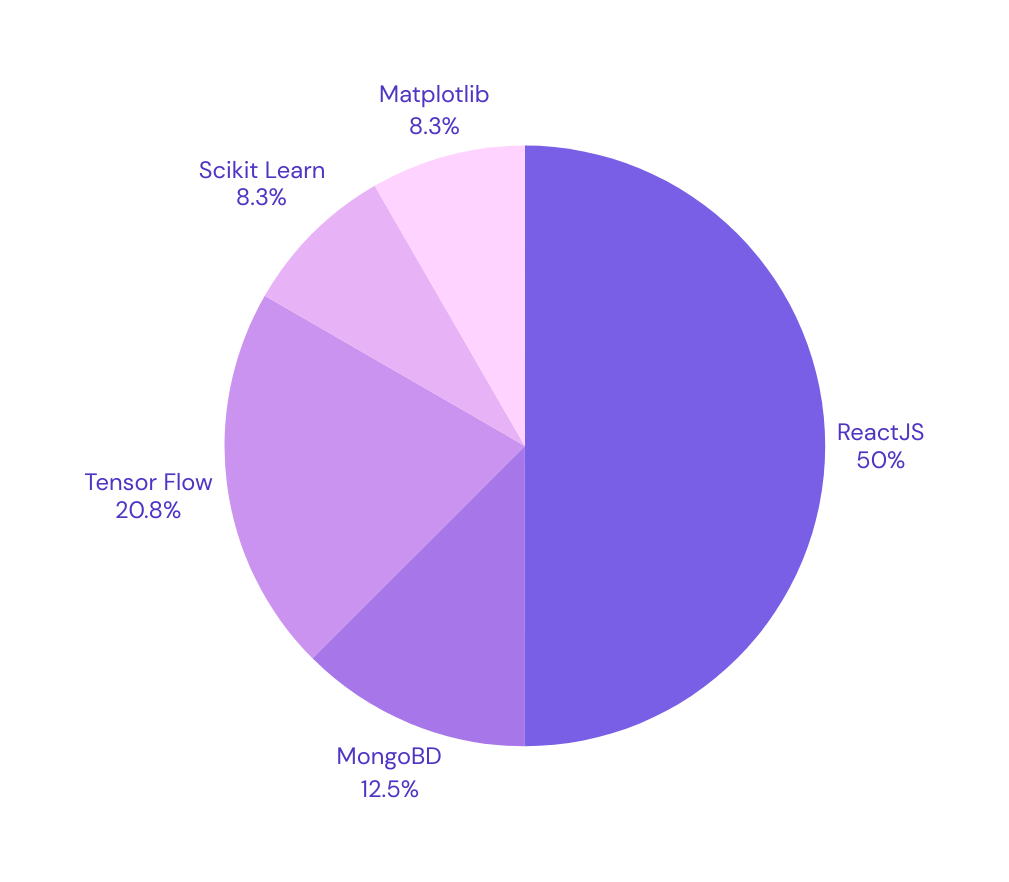 Matplotlib
8.3%
Scikit Learn
8.3%
ReactJS
50%
Tensor Flow
20.8%
MongoBD
12.5%